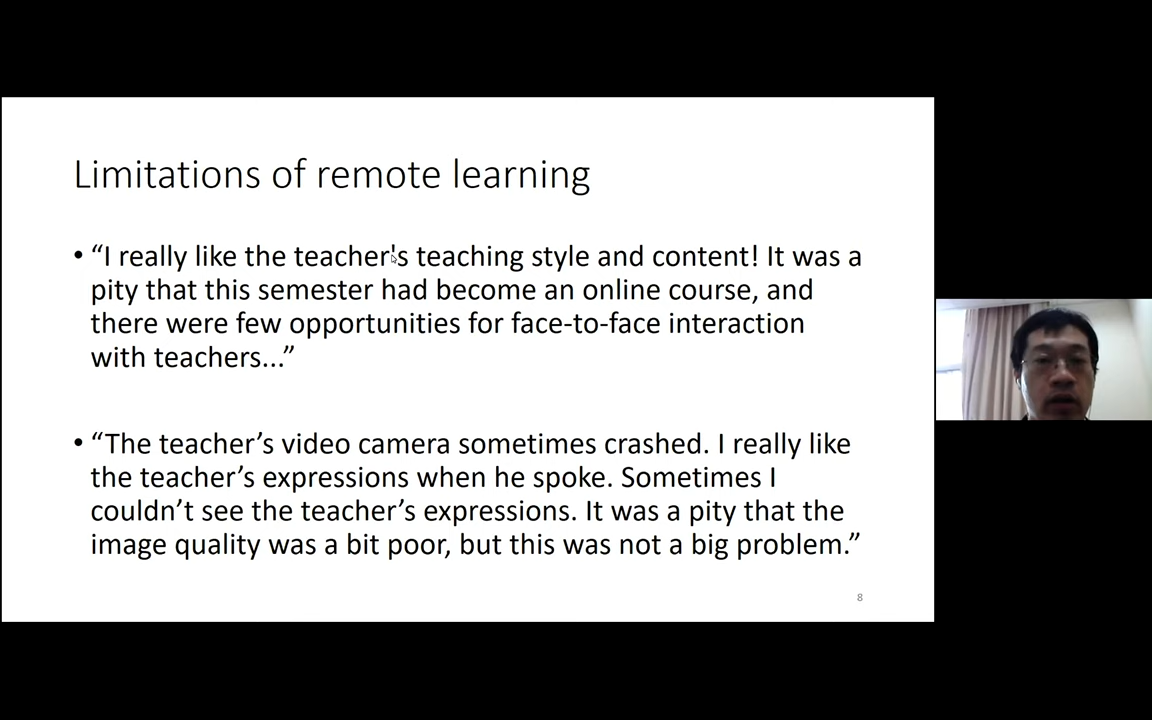 Limitations of remote learning
• “I really like the teacher's teaching style and content! It was a
pity that this semester had become an online course, and
there were few opportunities for face-to-face interaction
with teachers...”
• “The teacher’s video camera sometimes crashed. I really like
the teacher’s expressions when he spoke. Sometimes I
couldn’t see the teacher’s expressions. It was a pity that the
image quality was a bit poor, but this was not a big problem.”
8